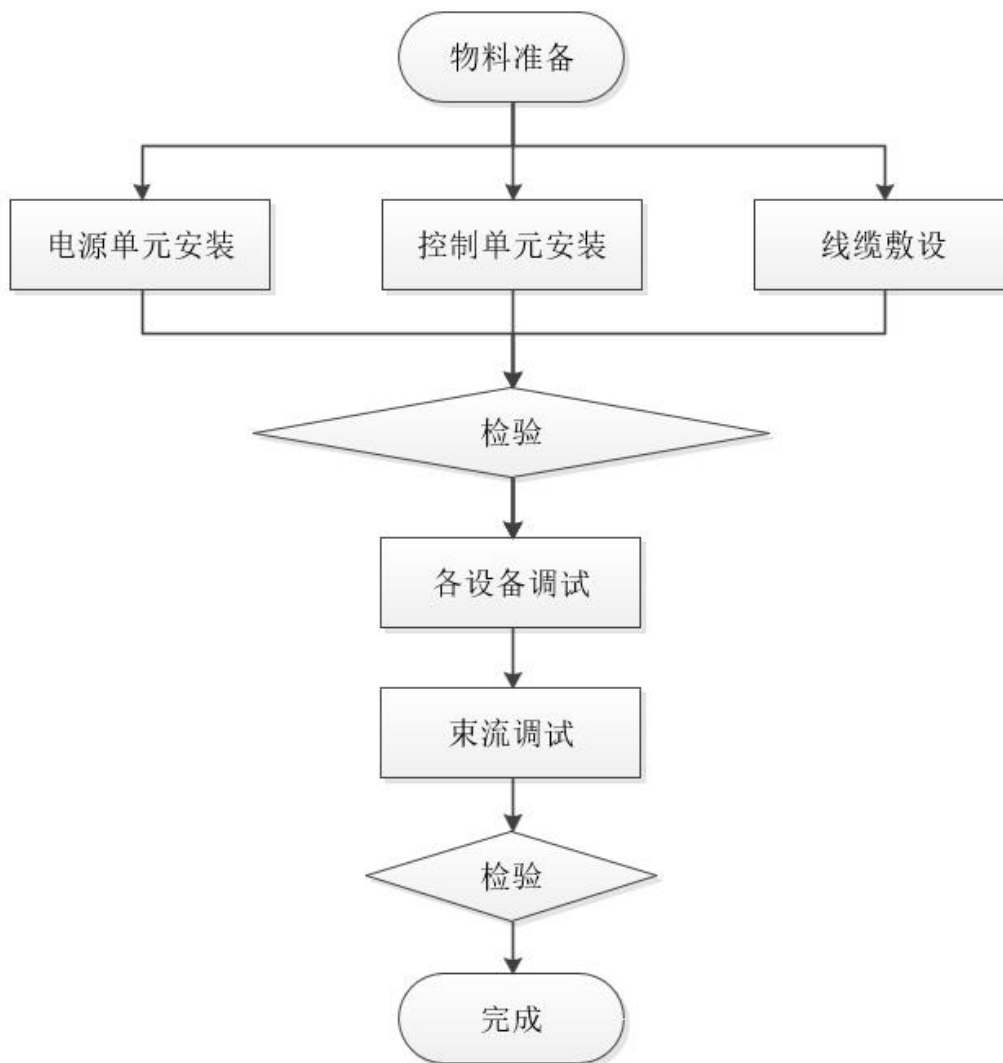 物料准备
电源单元安装
控制单元安装
线缆敷设
检验
各设备调试
束流调试
检验
完成